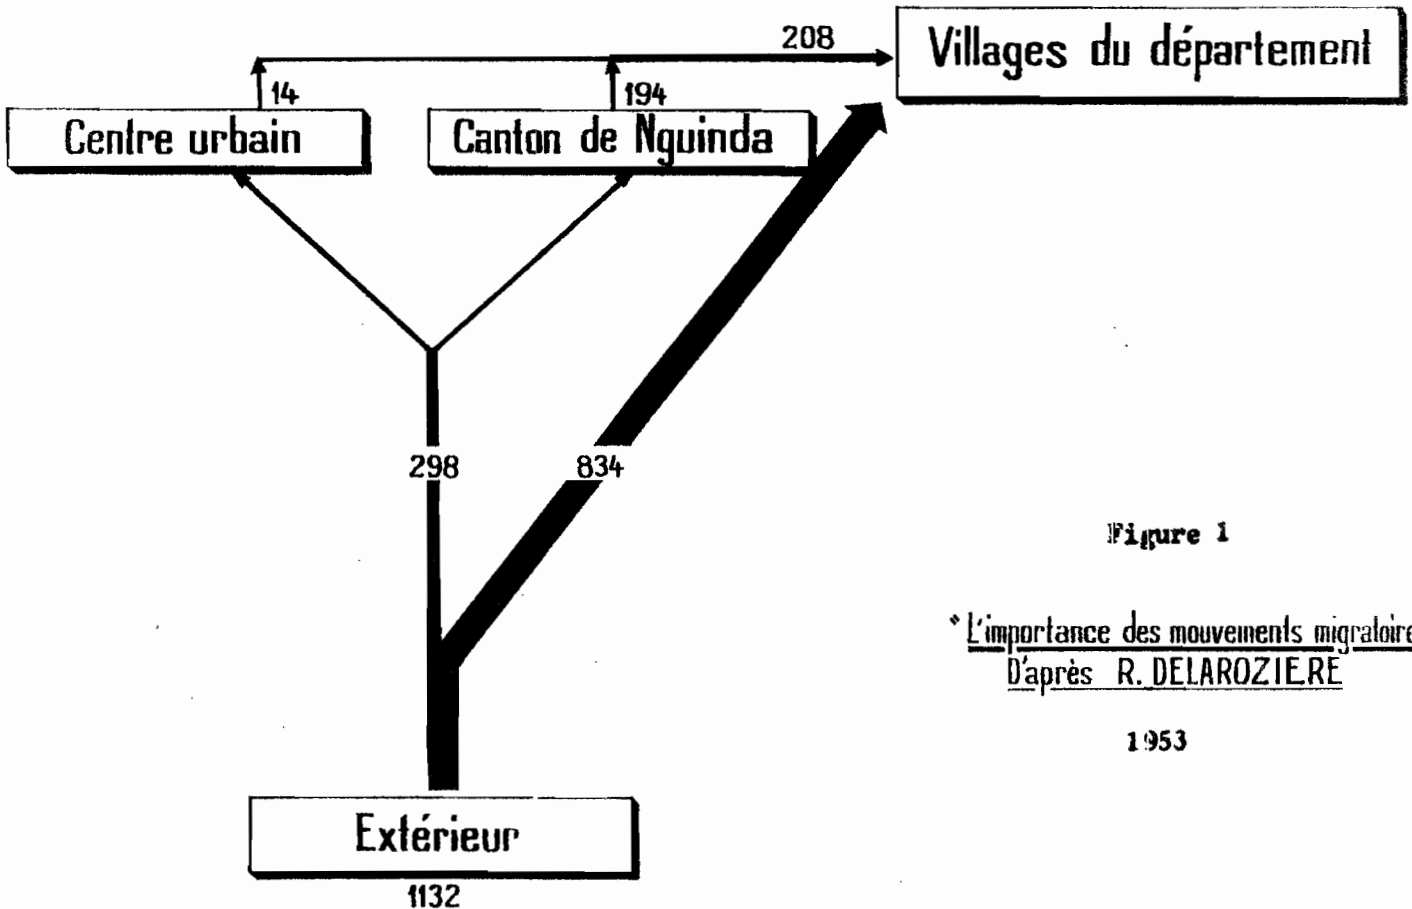 208
Villages du département
14
194
Centre urbain
Canton de Nguinda
298
834
Figure 1
L'importance des mouvements migratoire
D'après R. DELAROZIERE
1953
Extérieur
1132